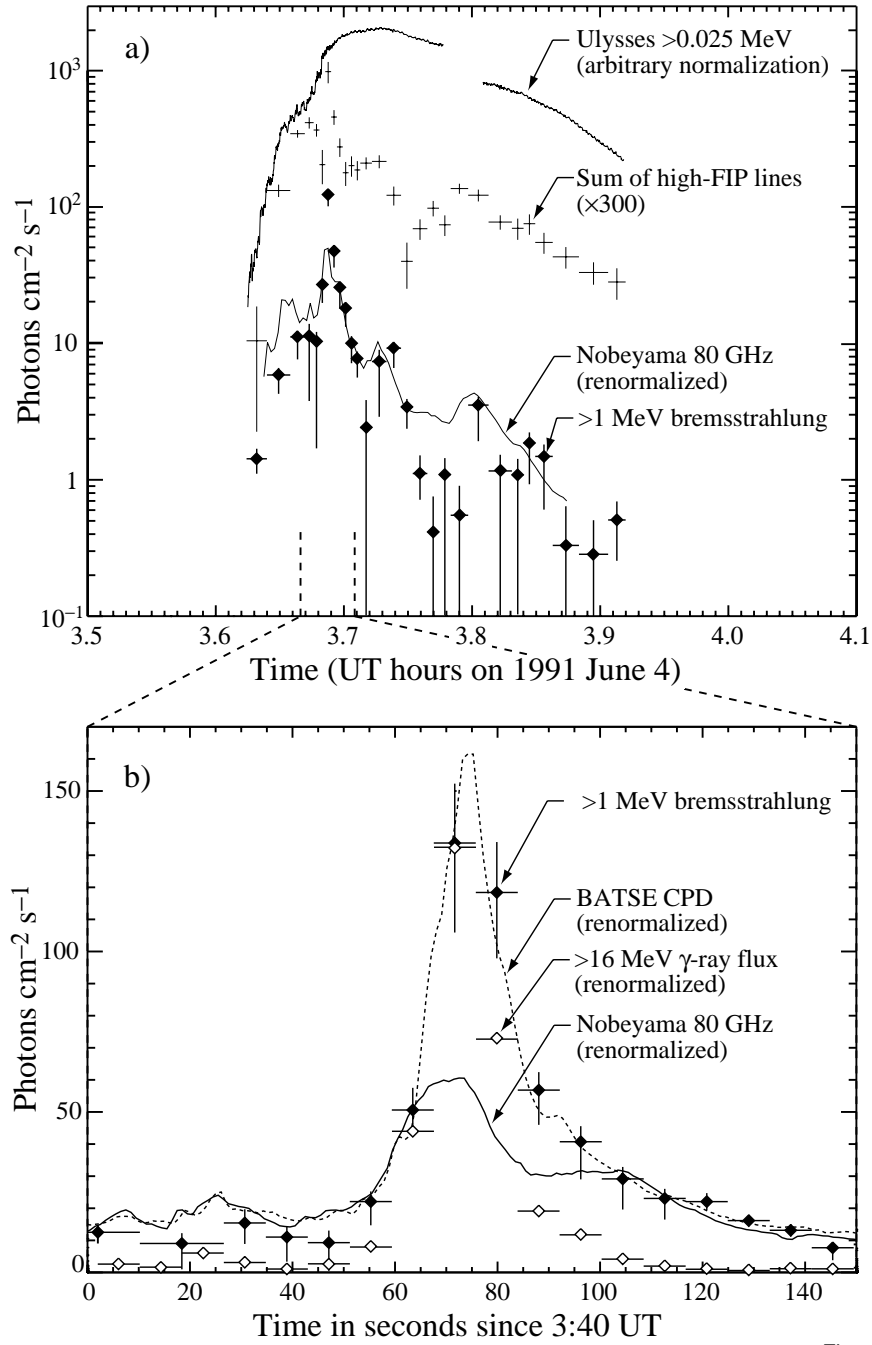 a)
Ulysses >0.025 MeV
(arbitrary normalization)
Sum of high-FIP lines
(×300)
Nobeyama 80 GHz
(renormalized)
>1 MeV bremsstrahlung
Photons cm⁻² s⁻¹
10³
10²
10
1
10⁻¹
3.5 3.6 3.7 3.8 3.9 4.0 4.1
Time (UT hours on 1991 June 4)
b)
>1 MeV bremsstrahlung
BATSE CPD
(renormalized)
>16 MeV γ-ray flux
(renormalized)
Nobeyama 80 GHz
(renormalized)
Photons cm⁻² s⁻¹
150
100
50
0
0 20 40 60 80 100 120 140
Time in seconds since 3:40 UT